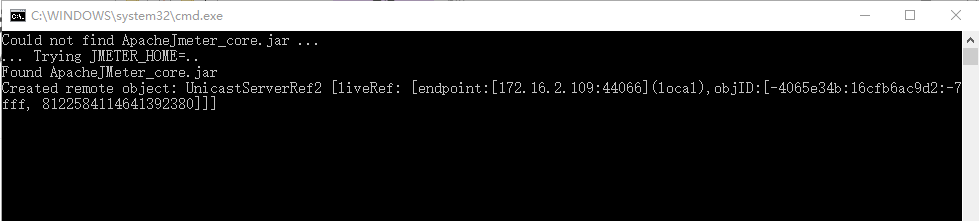 C:\WINDOWS\system32\cmd.exe
Could not find ApacheJmeter_core.jar ...
... Trying JMETER_HOME=..
Found ApacheJMeter_core.jar
Created remote object: UnicastServerRef2 [liveRef: [endpoint:[172.16.2.109:44066](local),objID:[-4065e34b:16cfb6ac9d2:-7
fff, 8122584114641392380]]]